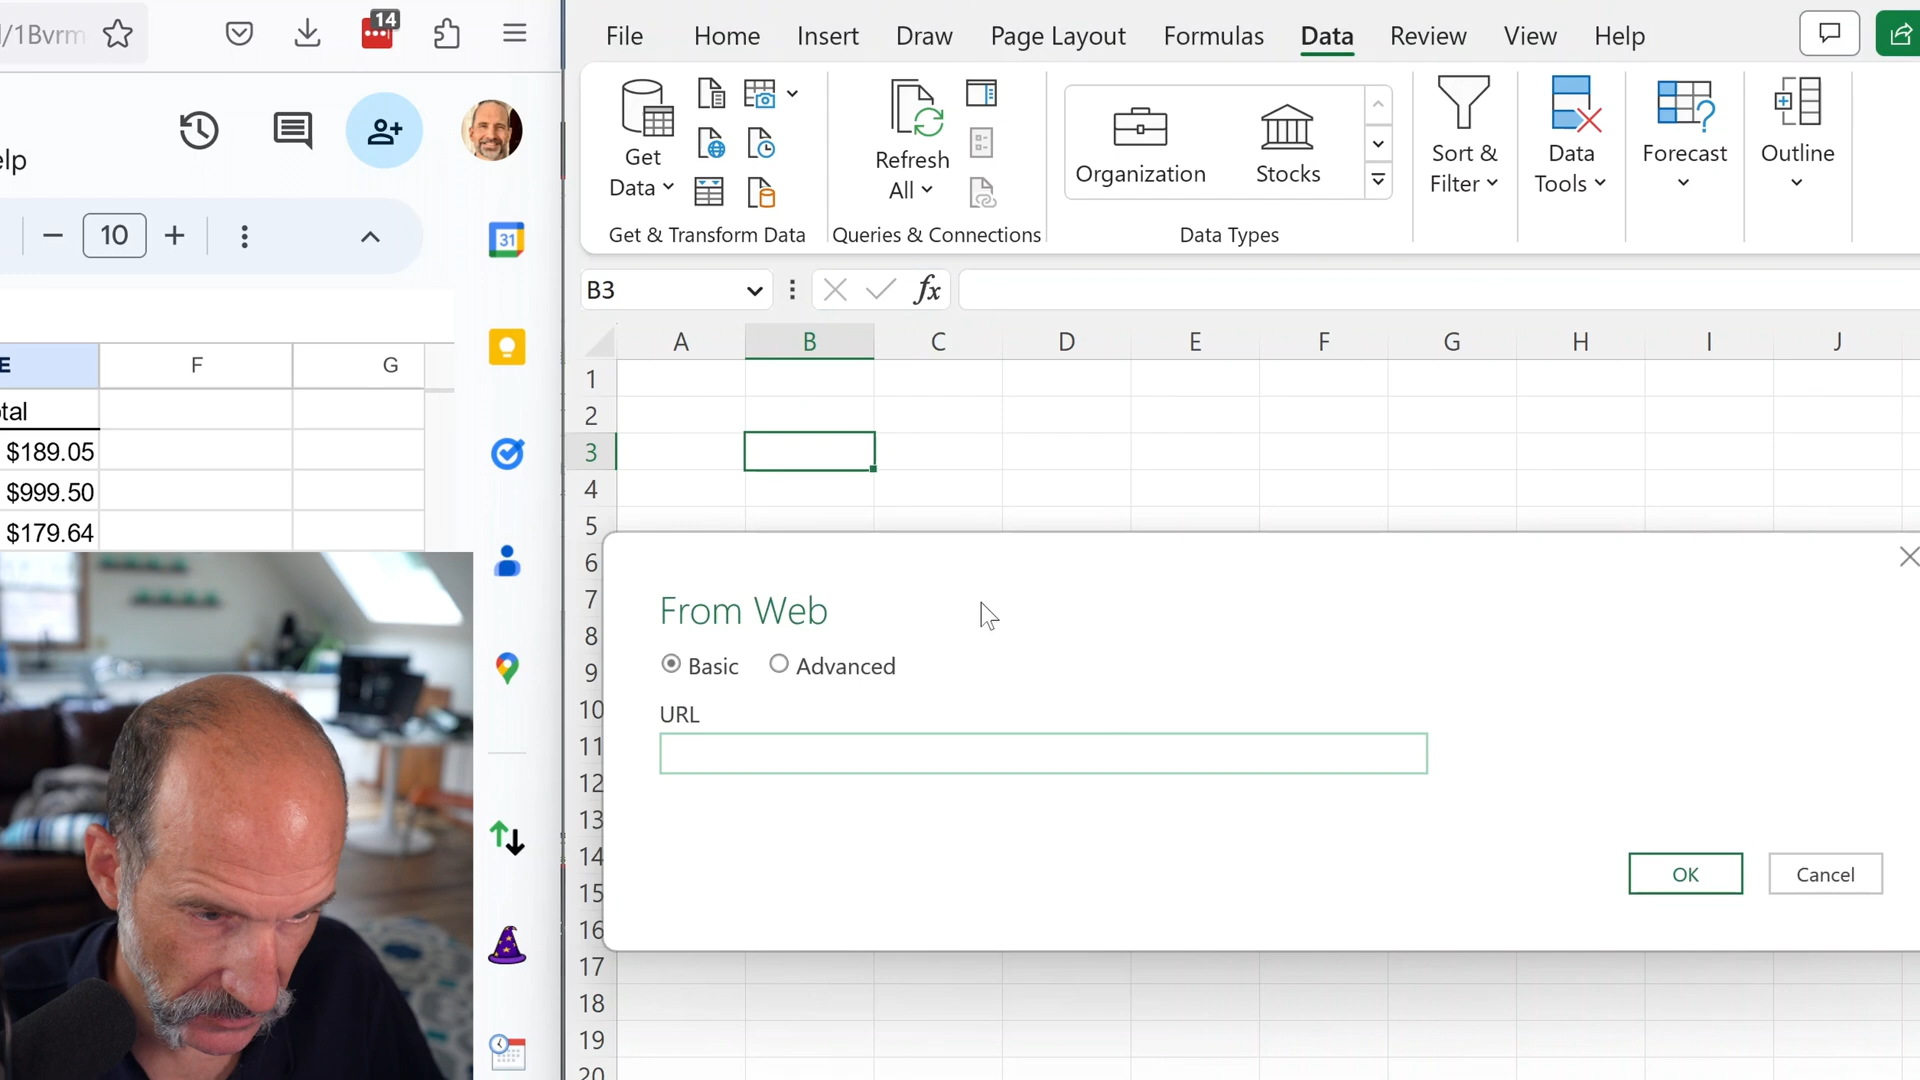 /1Bvrm
14
elp
10
31
E F G
otal
$189.05
$999.50
$179.64
File Home Insert Draw Page Layout Formulas Data Review View Help
Get
Data
Refresh
All
Organization
Stocks
Sort &
Filter
Data
Tools
Forecast
Outline
Get & Transform Data
Queries & Connections
Data Types
B3
fx
A B C D E F G H I J
1
2
3
4
5
6
7
8
9
10
11
12
13
14
15
16
17
18
19
20
From Web
Basic Advanced
URL
OK Cancel